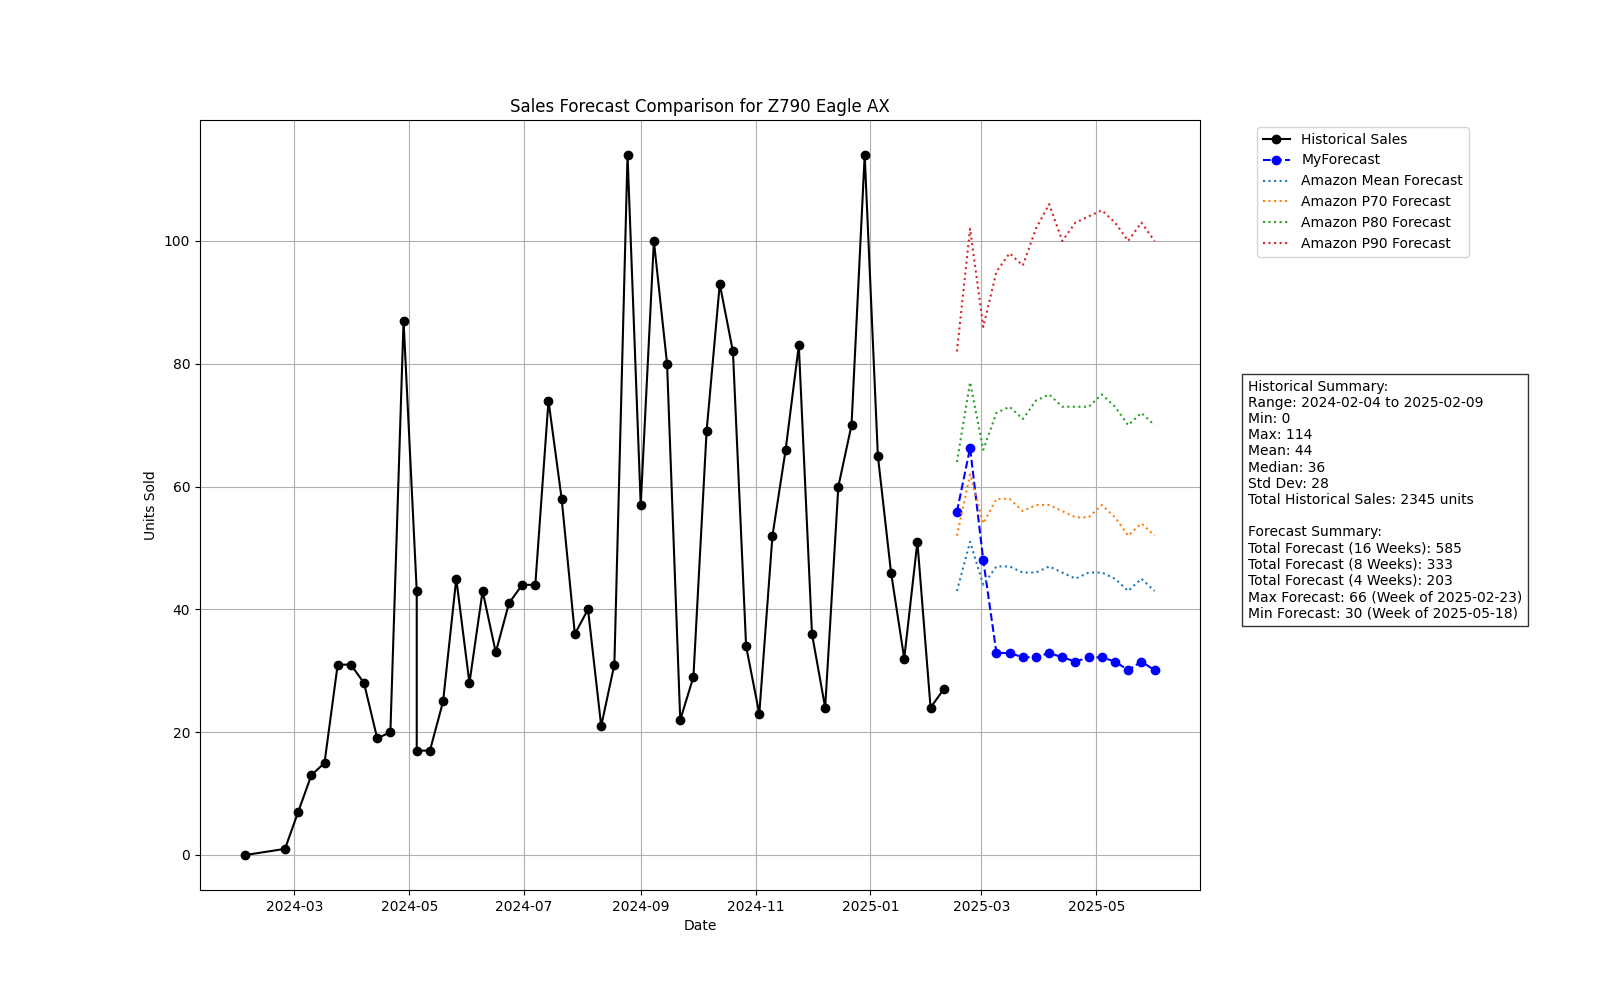 Sales Forecast Comparison for Z790 Eagle AX
Historical Sales
MyForecast
Amazon Mean Forecast
Amazon P70 Forecast
Amazon P80 Forecast
Amazon P90 Forecast
100
80
60
40
20
0
Units Sold
2024-03 2024-05 2024-07 2024-09 2024-11 2025-01 2025-03 2025-05
Date
Historical Summary:
Range: 2024-02-04 to 2025-02-09
Min: 0
Max: 114
Mean: 44
Median: 36
Std Dev: 28
Total Historical Sales: 2345 units
Forecast Summary:
Total Forecast (16 Weeks): 585
Total Forecast (8 Weeks): 333
Total Forecast (4 Weeks): 203
Max Forecast: 66 (Week of 2025-02-23)
Min Forecast: 30 (Week of 2025-05-18)